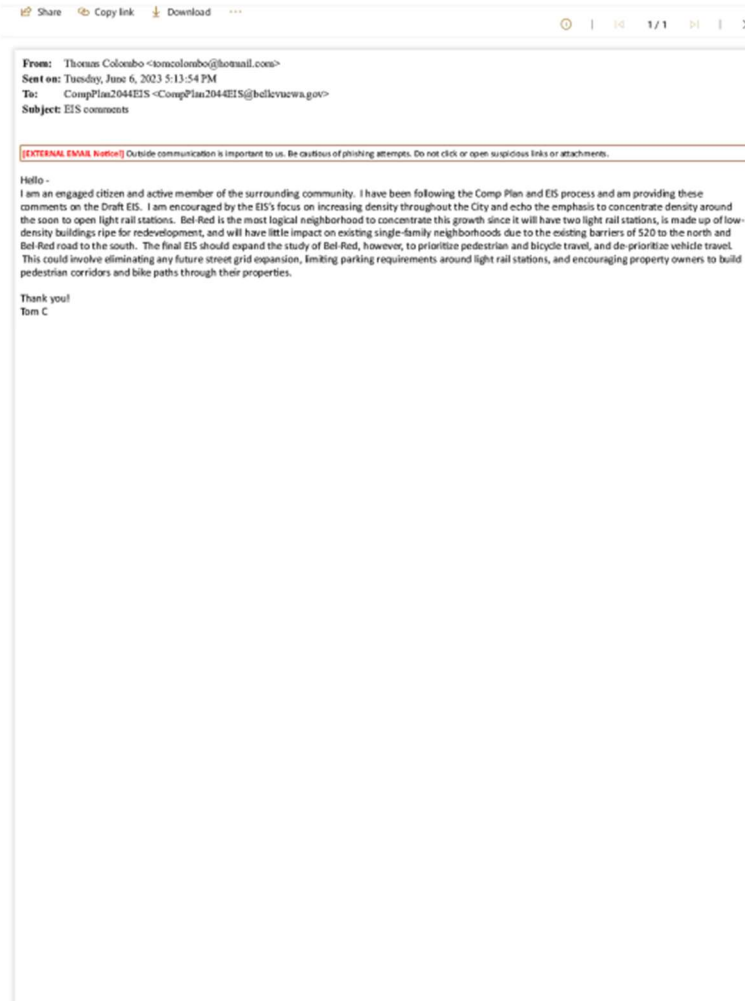 Share Copy link Download ...
1/1
From: Thomas Colombo <tomcolombo@hotmail.com>
Sent on: Tuesday, June 6, 2023 5:13:54 PM
To: CompPlan2044EIS <CompPlan2044EIS@bellevuewa.gov>
Subject: EIS comments
[EXTERNAL EMAIL Notice!] Outside communication is important to us. Be cautious of phishing attempts. Do not click or open suspicious links or attachments.
Hello -
I am an engaged citizen and active member of the surrounding community. I have been following the Comp Plan and EIS process and am providing these
comments on the Draft EIS. I am encouraged by the EIS's focus on increasing density throughout the City and echo the emphasis to concentrate density around
the soon to open light rail stations. Bel-Red is the most logical neighborhood to concentrate this growth since it will have two light rail stations, is made up of low-
density buildings ripe for redevelopment, and will have little impact on existing single-family neighborhoods due to the existing barriers of 520 to the north and
Bel-Red road to the south. The final EIS should expand the study of Bel-Red, however, to prioritize pedestrian and bicycle travel, and de-prioritize vehicle travel.
This could involve eliminating any future street grid expansion, limiting parking requirements around light rail stations, and encouraging property owners to build
pedestrian corridors and bike paths through their properties.
Thank you!
Tom C